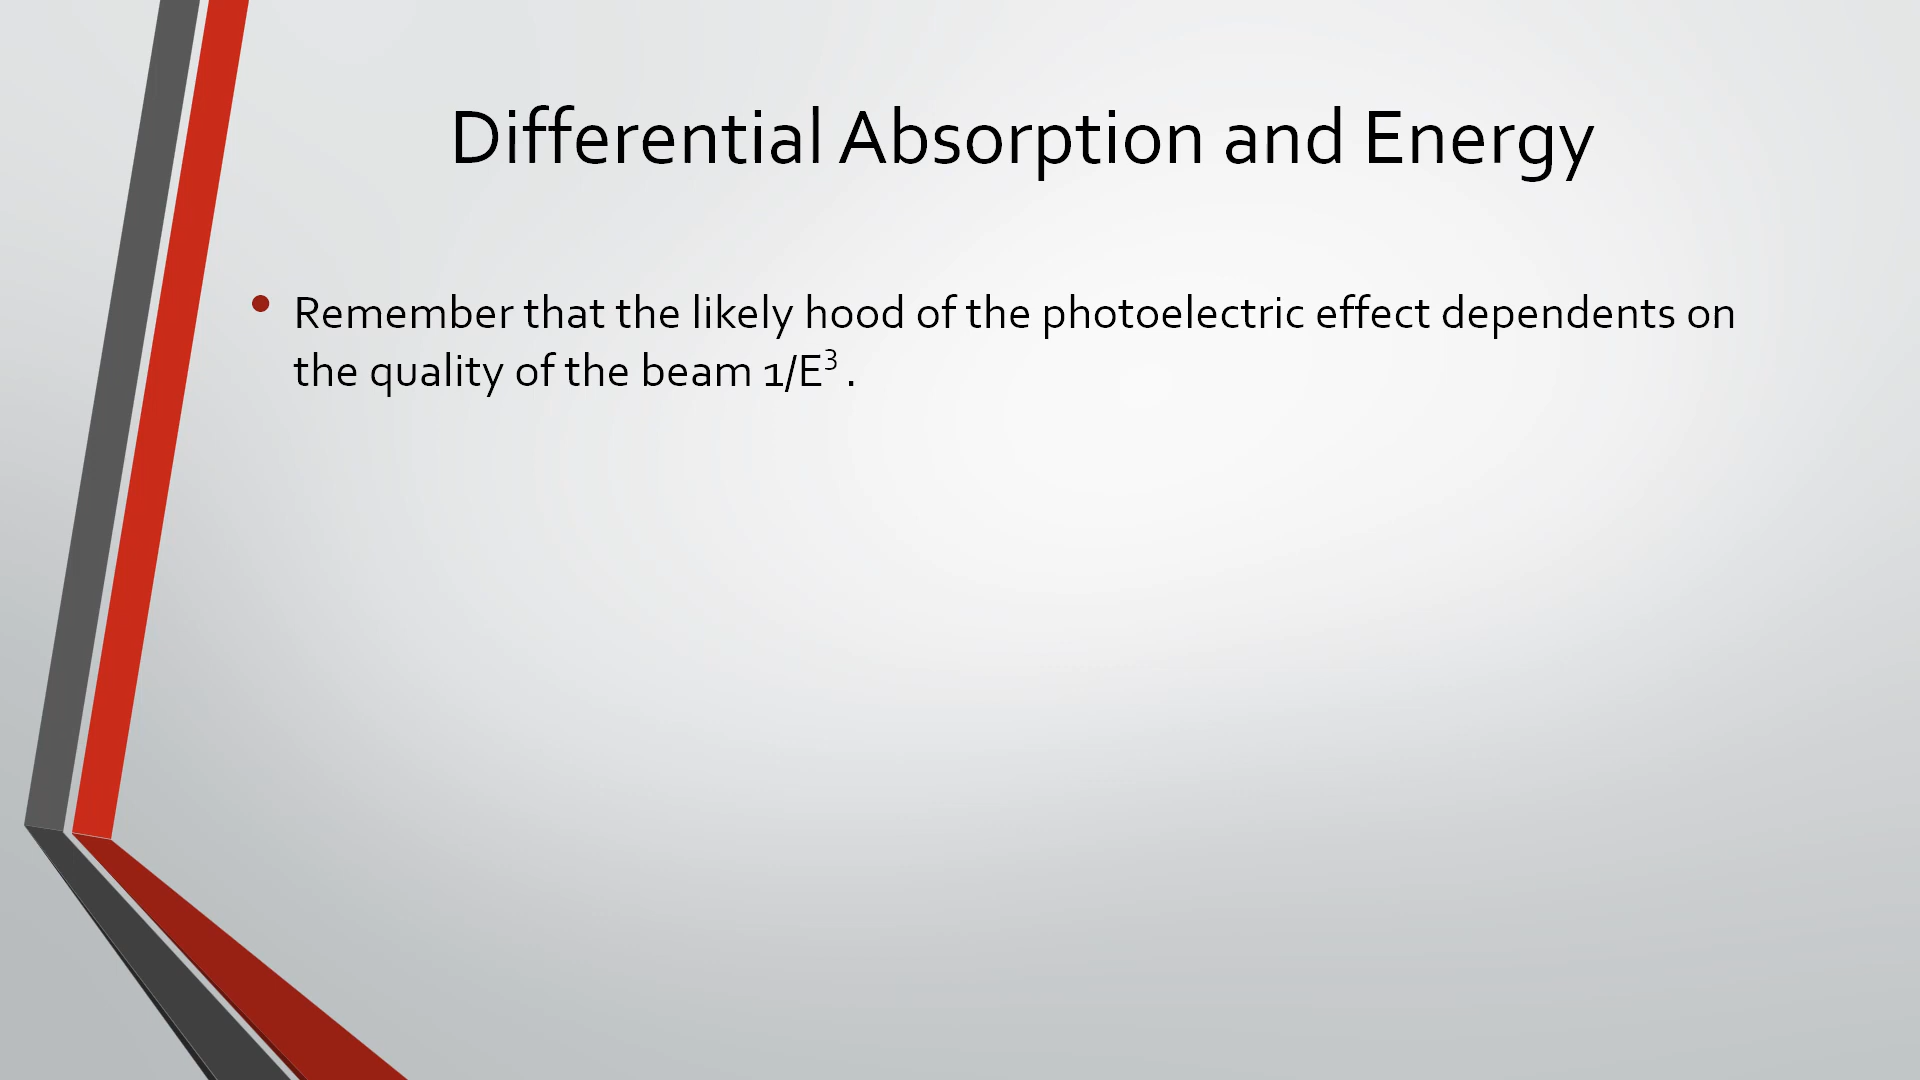 Differential Absorption and Energy
• Remember that the likely hood of the photoelectric effect dependents on
the quality of the beam 1/E³ .